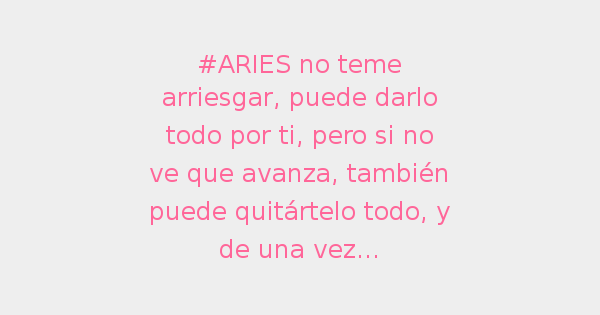 #ARIES no teme
arriesgar, puede darlo
todo por ti, pero si no
ve que avanza, también
puede quitártelo todo, y
de una vez...